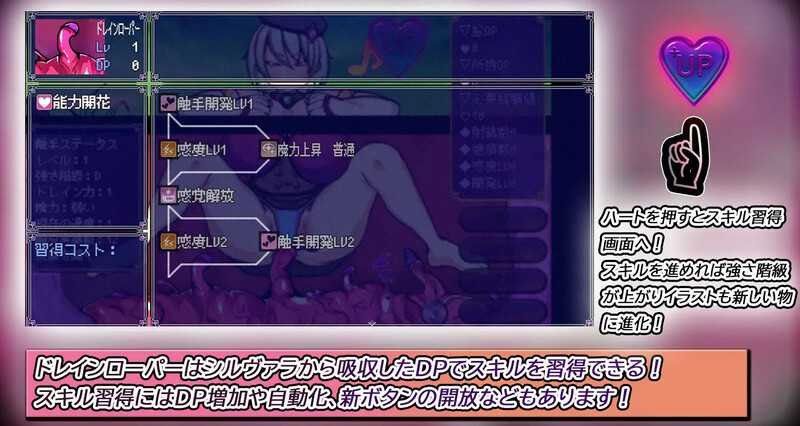 ドレインローパー
Lv 1
DP 0
UP
能力開花
触手開発LV1
感度LV1
魔力上昇 普通
感覚解放
感度LV2
触手開発LV2
習得コスト：
ハートを押すとスキル習得
画面へ！
スキルを進めれば強さ階級
が上がりイラストも新しい物
に進化！
ドレインローパーはシルヴァラから吸収したDPでスキルを習得できる！
スキル習得にはDP増加や自動化、新ボタンの開放などもあります！